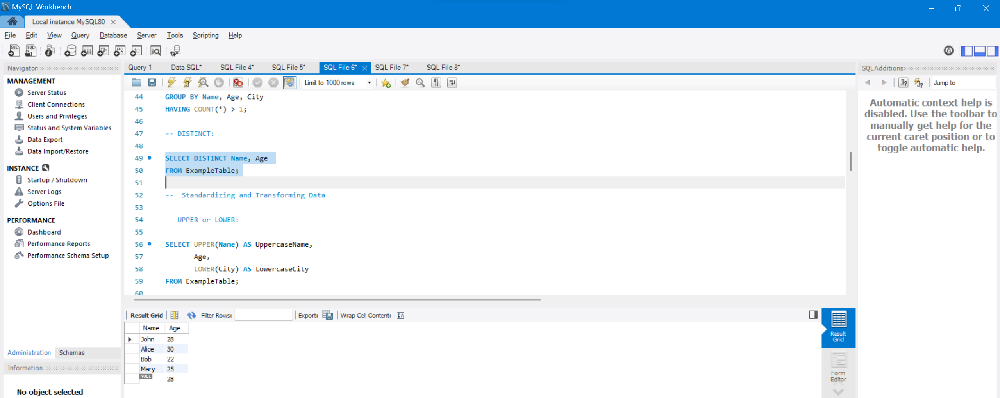 MySQL Workbench
Local instance MySQL80
File Edit View Query Database Server Tools Scripting Help
SQL SQL
Navigator
MANAGEMENT
Server Status
Client Connections
Users and Privileges
Status and System Variables
Data Export
Data Import/Restore
INSTANCE
Startup / Shutdown
Server Logs
Options File
PERFORMANCE
Dashboard
Performance Reports
Performance Schema Setup
Administration Schemas
Information
No object selected
Query 1 Data SQL* SQL File 4* SQL File 5* SQL File 6* SQL File 7* SQL File 8*
Limit to 1000 rows
44 GROUP BY Name, Age, City
45 HAVING COUNT(*) > 1;
46
47 -- DISTINCT:
48
49 SELECT DISTINCT Name, Age
50 FROM ExampleTable;
51
52 --  Standardizing and Transforming Data
53
54 -- UPPER or LOWER:
55
56 SELECT UPPER(Name) AS UppercaseName,
57 Age,
58 LOWER(City) AS LowercaseCity
59 FROM ExampleTable;
60
Result Grid Filter Rows: Export: Wrap Cell Content:
Name Age
John 28
Alice 30
Bob 22
Mary 25
NULL 28
Result
Grid
Form
Editor
SQLAdditions
Jump to
Automatic context help is
disabled. Use the toolbar to
manually get help for the
current caret position or to
toggle automatic help.